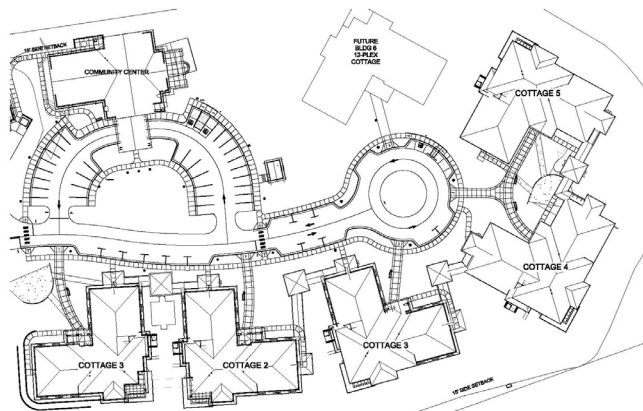 15' SIDE SETBACK
COMMUNITY CENTER
FUTURE
BLDG 6
12-PLEX
COTTAGE
COTTAGE 5
COTTAGE 4
COTTAGE 3
COTTAGE 2
COTTAGE 3
15' SIDE SETBACK